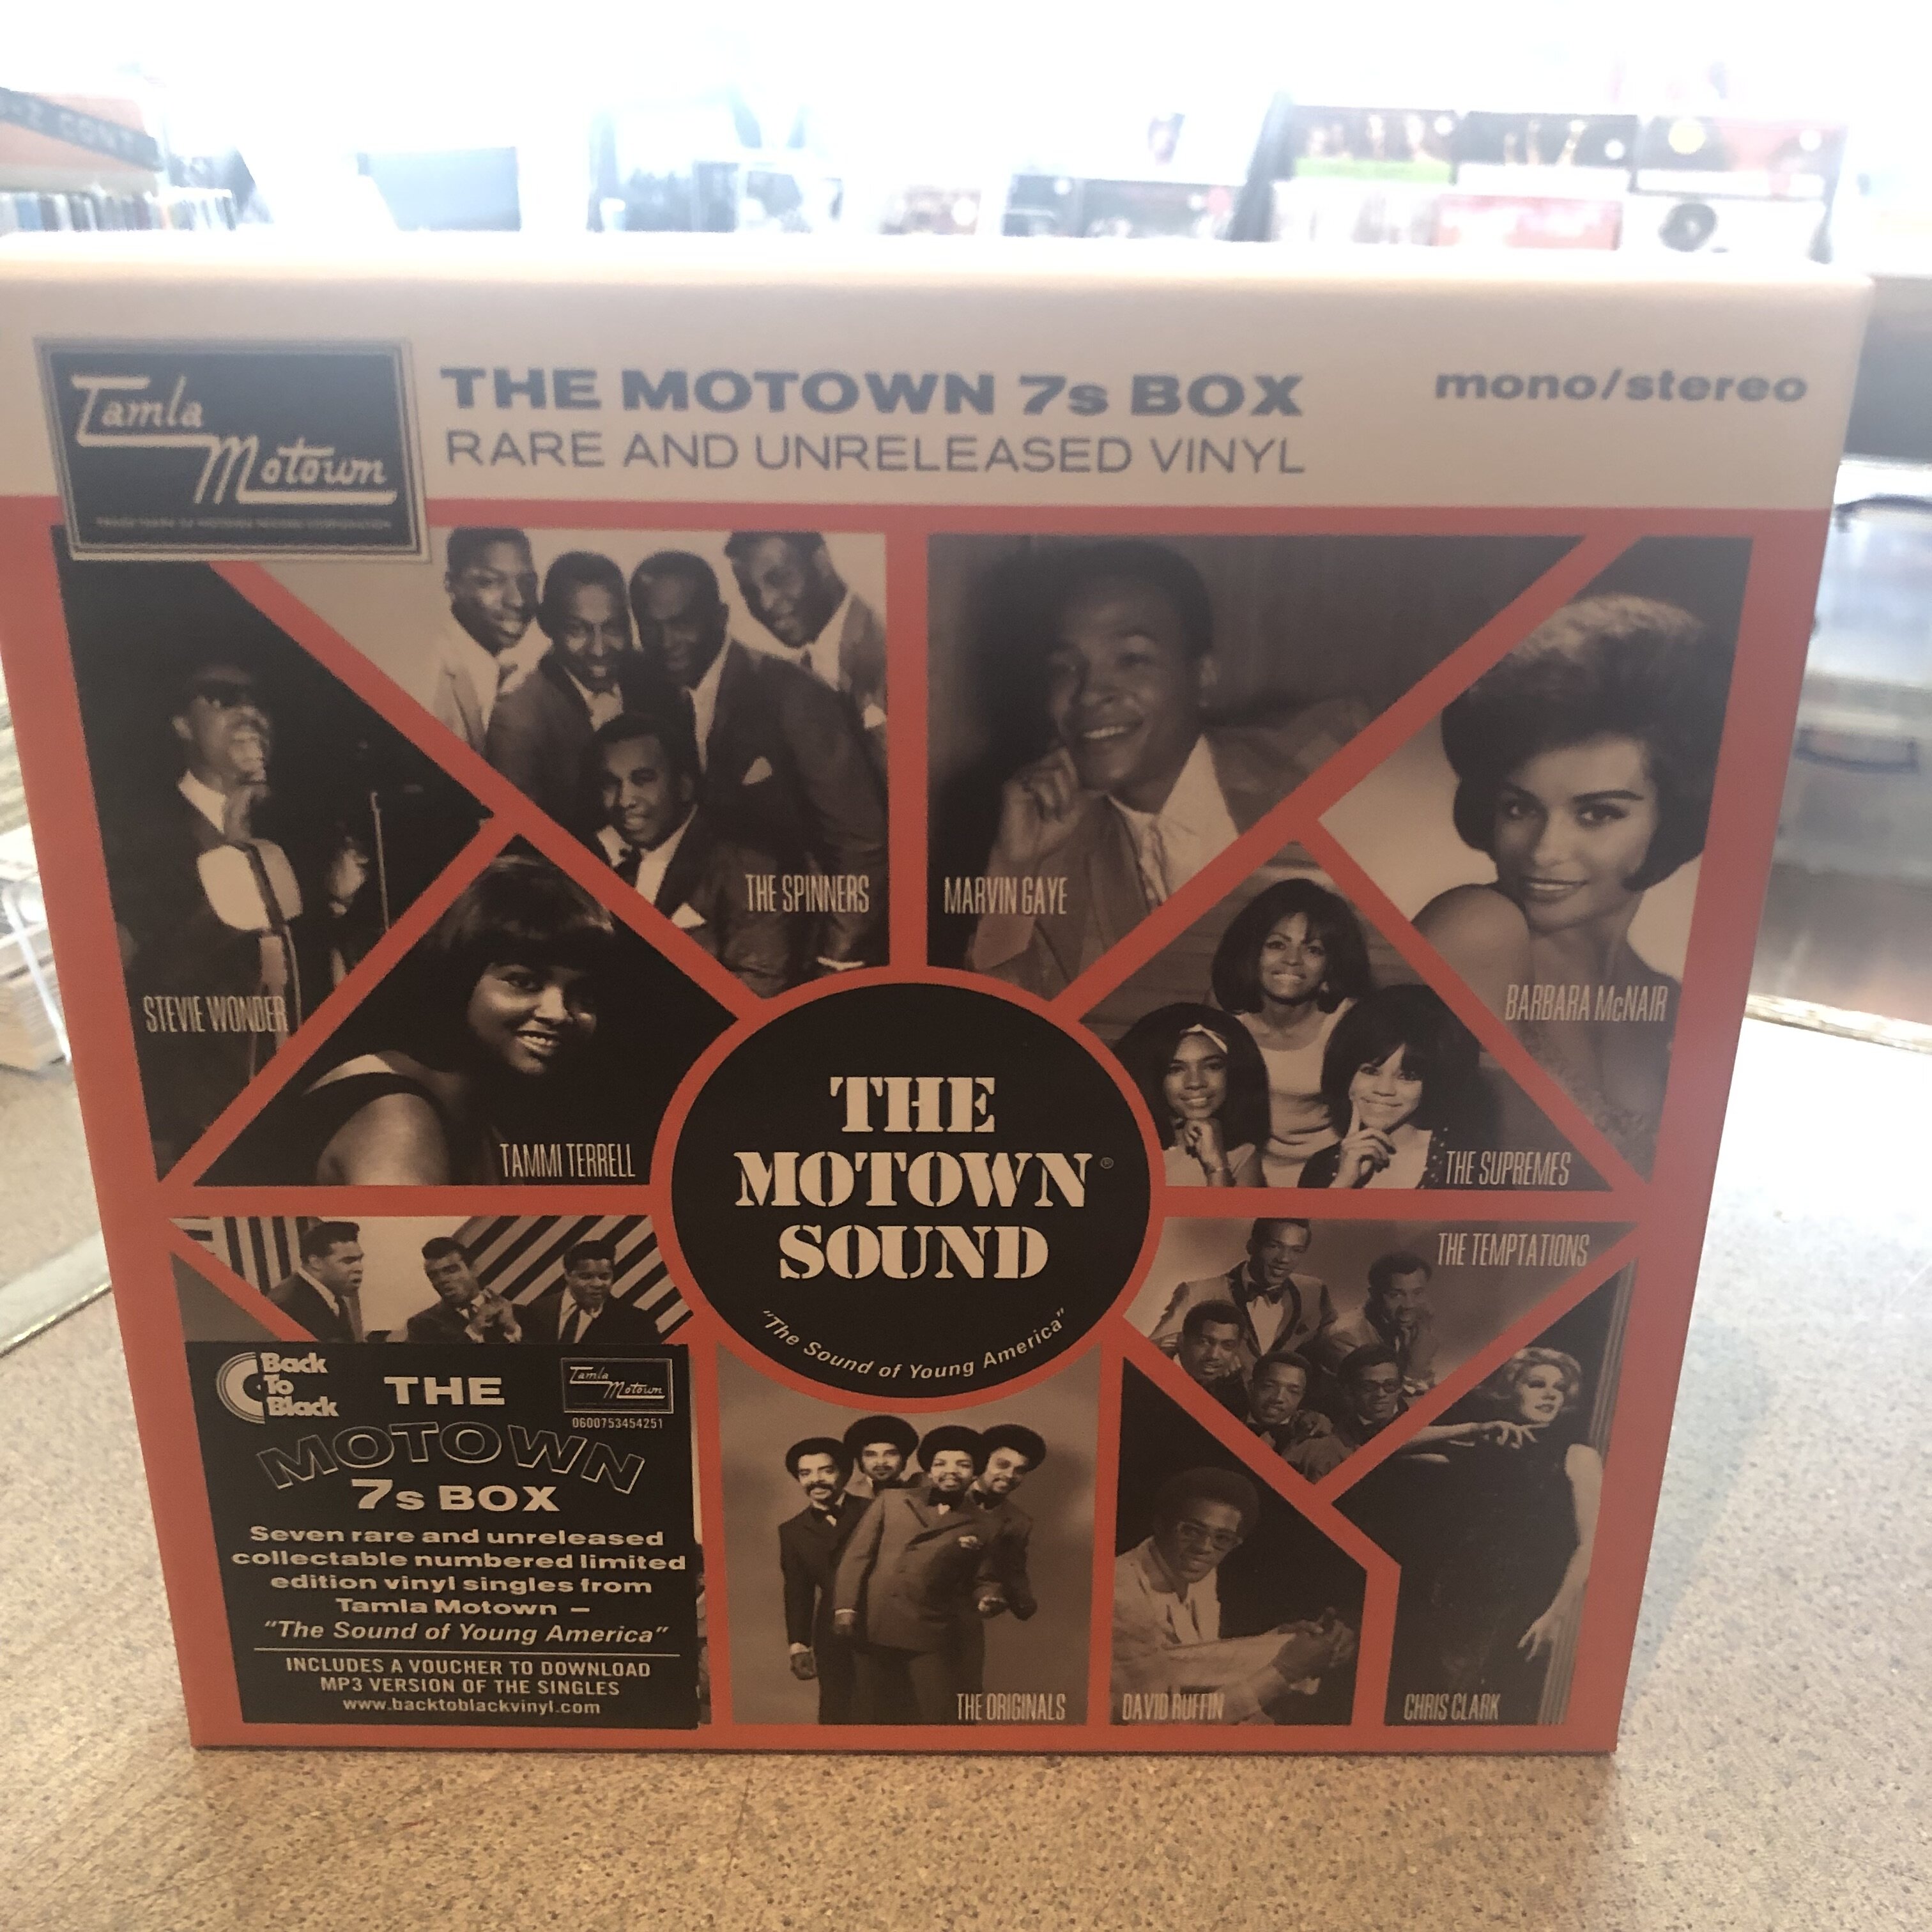 Tamla
Motown
THE MOTOWN 7s BOX
RARE AND UNRELEASED VINYL
mono/stereo
THE SPINNERS
MARVIN GAYE
STEVIE WONDER
BARBARA McNAIR
TAMMI TERRELL
THE SUPREMES
THE
MOTOWN®
SOUND
"The Sound of Young America"
THE TEMPTATIONS
Back
To
Black
THE
Tamla
Motown
0600753454251
MOTOWN
7s BOX
Seven rare and unreleased
collectable numbered limited
edition vinyl singles from
Tamla Motown –
"The Sound of Young America"
INCLUDES A VOUCHER TO DOWNLOAD
MP3 VERSION OF THE SINGLES
www.backtoblackvinyl.com
THE ORIGINALS
DAVID RUFFIN
CHRIS CLARK